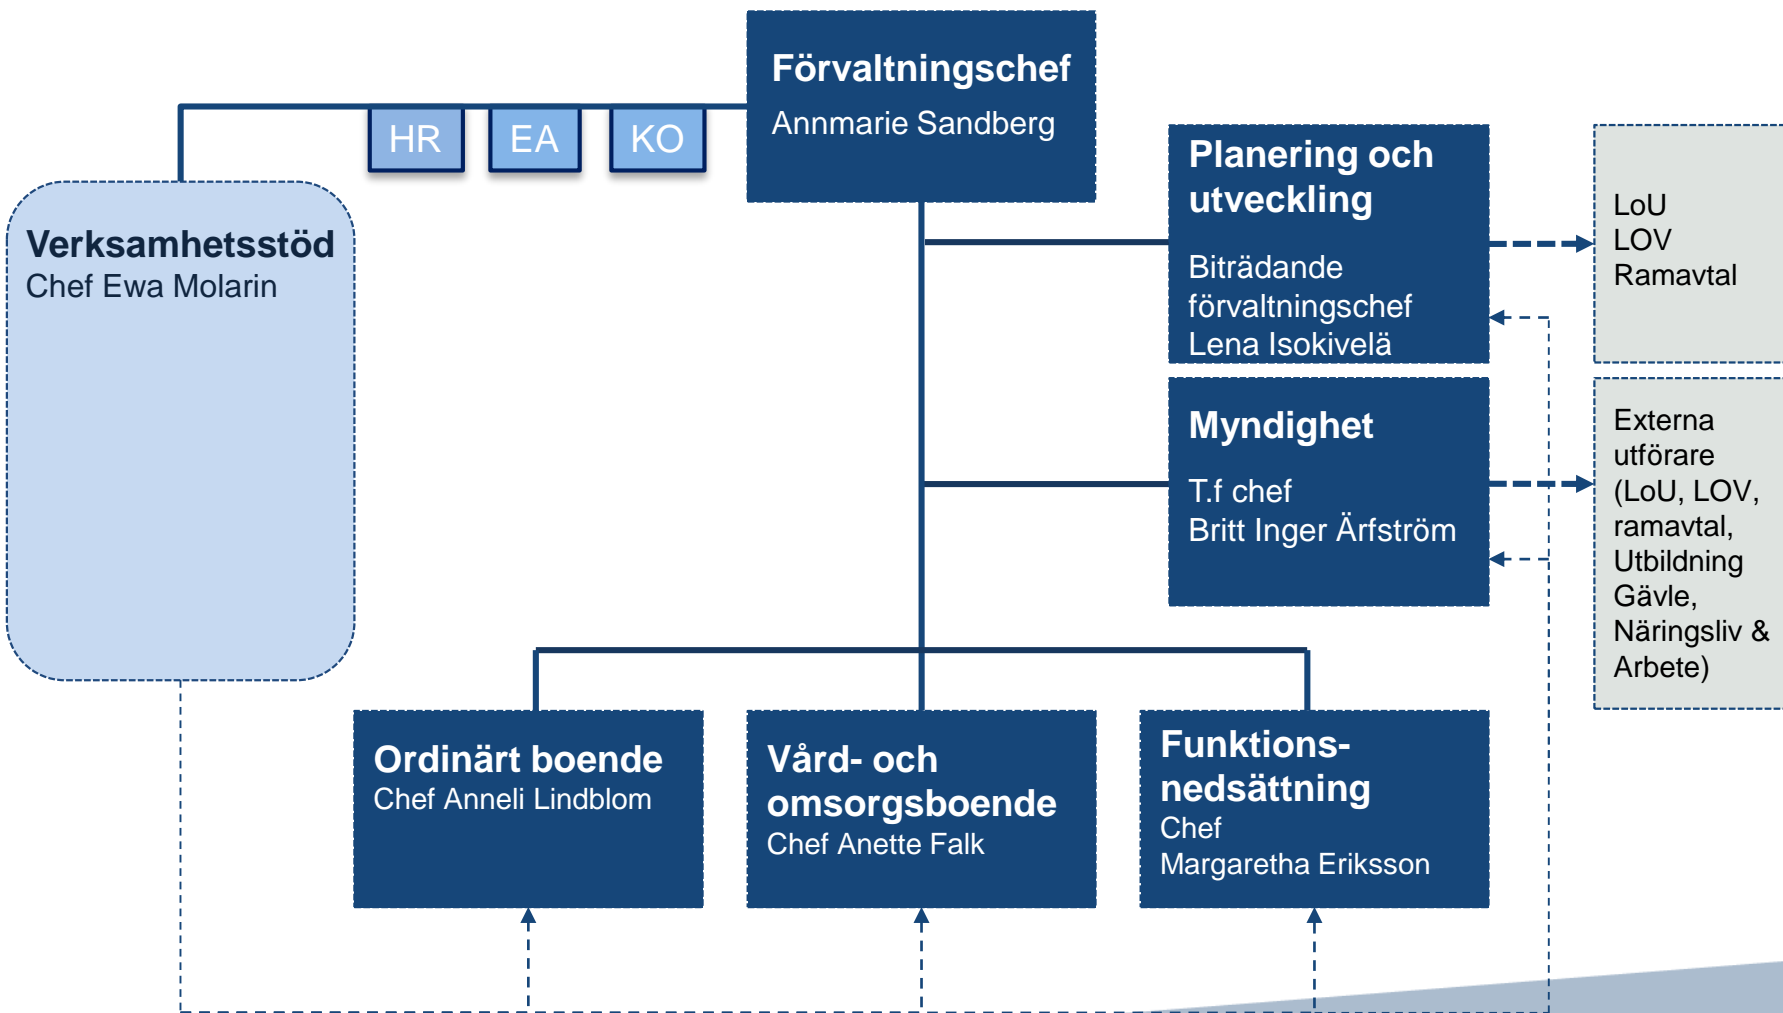 Förvaltningschef
Annmarie Sandberg
HR
EA
KO
Verksamhetsstöd
Chef Ewa Molarin
Planering och
utveckling
Biträdande
förvaltningschef
Lena Isokivelä
LoU
LOV
Ramavtal
Myndighet
T.f chef
Britt Inger Ärfström
Externa
utförare
(LoU, LOV,
ramavtal,
Utbildning
Gävle,
Näringsliv &
Arbete)
Ordinärt boende
Chef Anneli Lindblom
Vård- och
omsorgsboende
Chef Anette Falk
Funktions-
nedsättning
Chef
Margaretha Eriksson